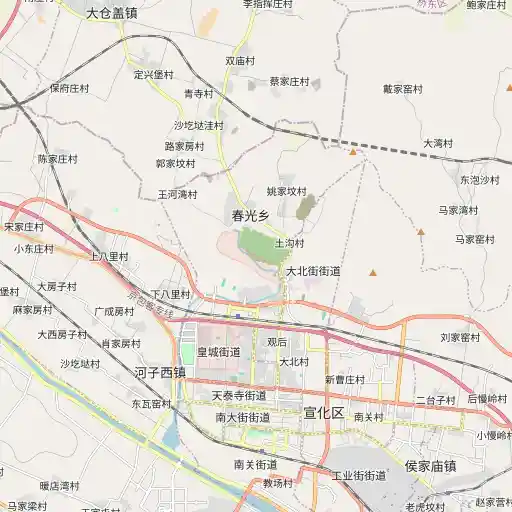 李指挥庄村
鲍家庄村
大仓盖镇
双庙村
定兴堡村
蔡家庄村
保府庄村
青寺村
戴家窑村
沙圪垯洼村
路家房村
大湾村
陈家庄村
郭家坟村
东泡沙村
王河湾村
姚家坟村
马家湾村
春光乡
宋家庄村
土沟村
马家窑村
小东庄村
上八里村
大北街街道
大房子村
下八里村
京包客专线
麻家房村
广成房村
大西房子村
肖家房村
观后
刘家窑村
皇城街道
沙圪垯村
大北村
河子西镇
新曹庄村
天泰寺街道
二台子村
后慢岭村
东瓦窑村
南大街街道
宣化区
南关村
小慢岭村
南关街道
侯家庙镇
暖店湾村
教场村
工业街街道
马家梁村
老虎坟村
赵家营村